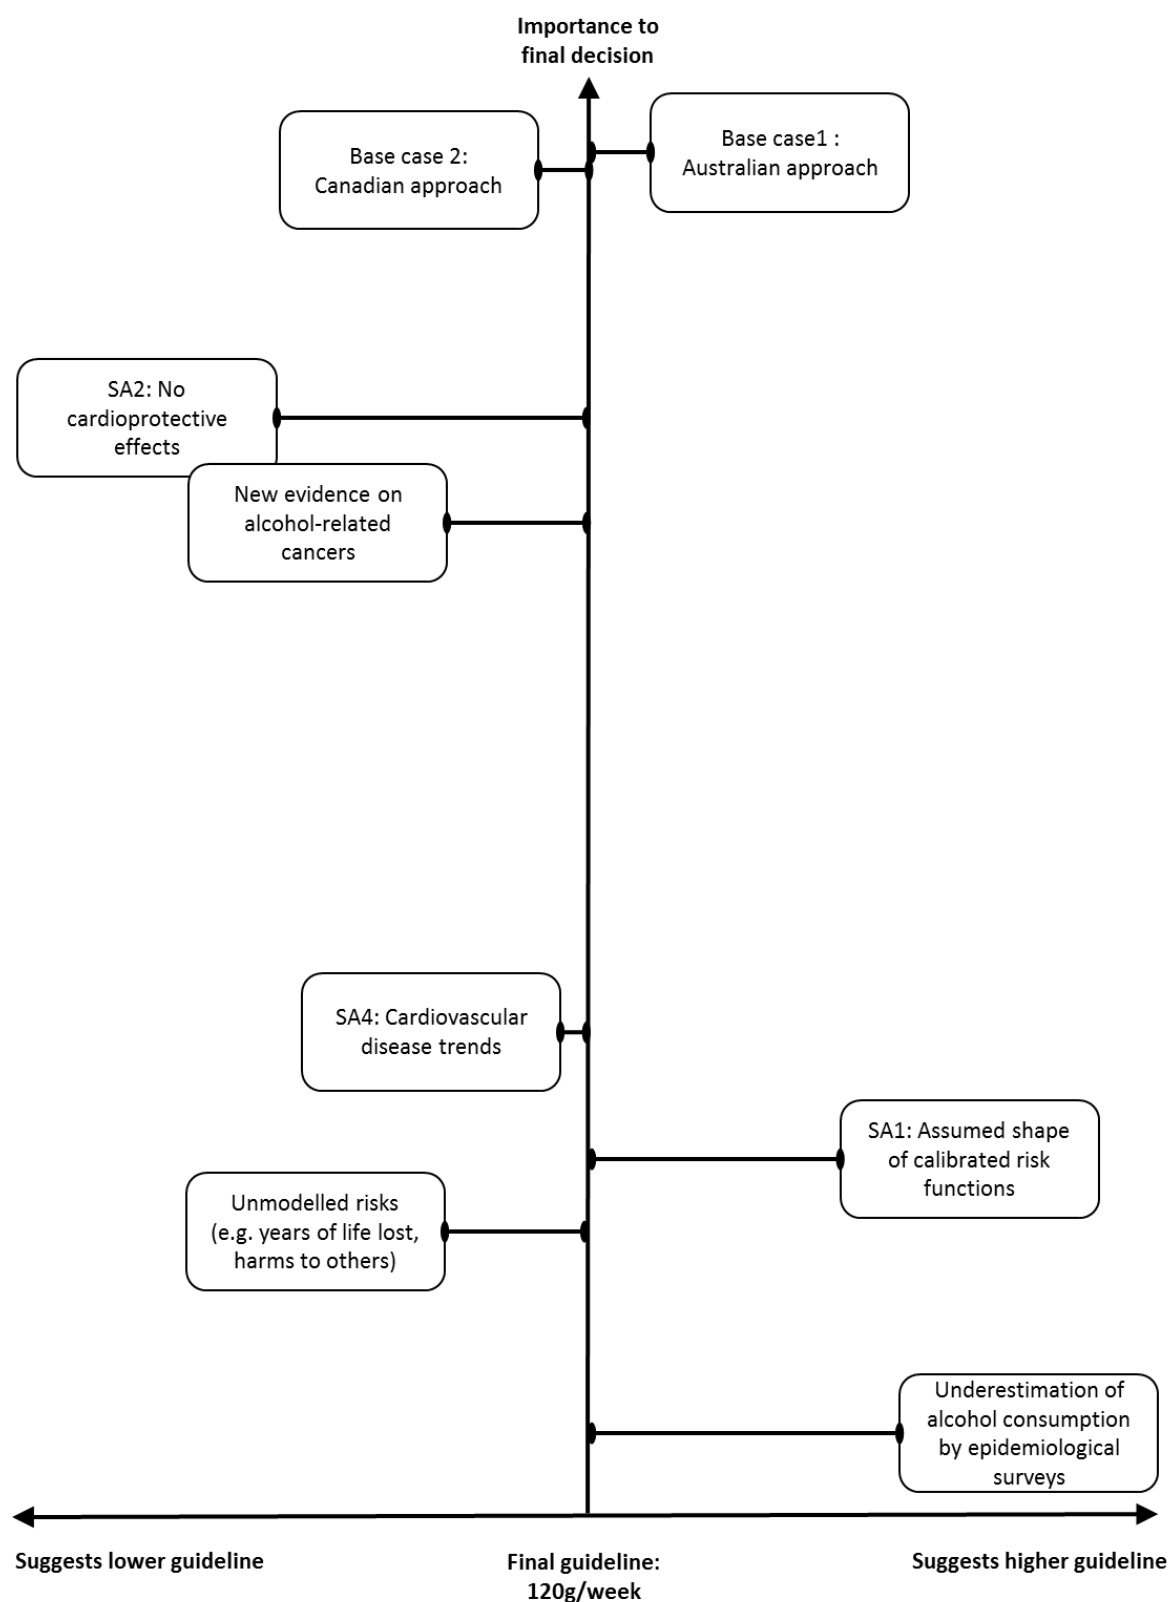 Importance to
final decision
Base case 2:
Canadian approach
Base case1 :
Australian approach
SA2: No
cardioprotective
effects
New evidence on
alcohol-related
cancers
SA4: Cardiovascular
disease trends
SA1: Assumed shape
of calibrated risk
functions
Unmodelled risks
(e.g. years of life lost,
harms to others)
Underestimation of
alcohol consumption
by epidemiological
surveys
Suggests lower guideline
Final guideline:
120g/week
Suggests higher guideline